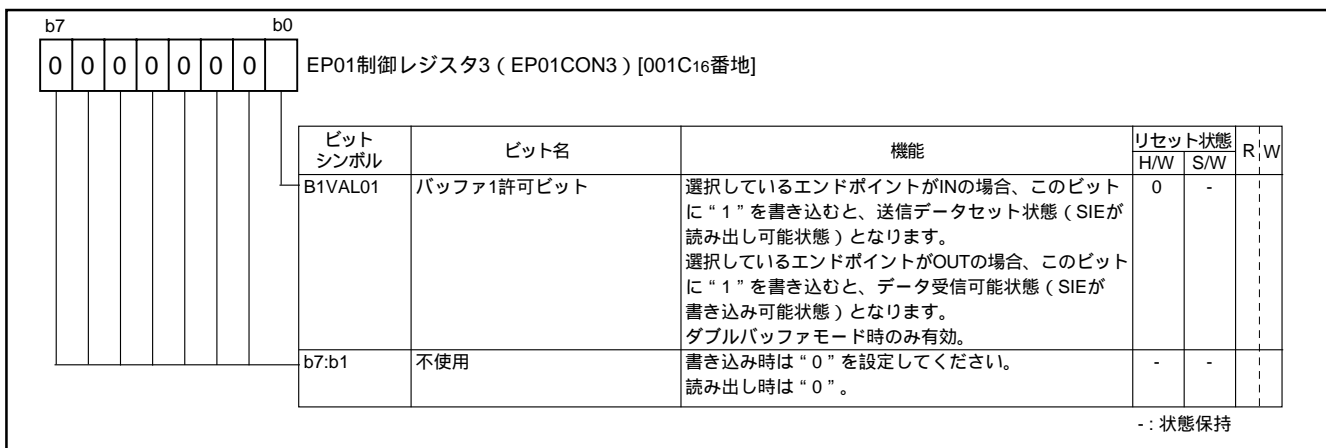 b7 b0
0 0 0 0 0 0 0
EP01制御レジスタ3（EP01CON3）[001C16番地]
ビット
シンボル
ビット名
機能
リセット状態
H/W S/W
R W
B1VAL01 バッファ1許可ビット 選択しているエンドポイントがINの場合、このビット 0 -
に“1”を書き込むと、送信データセット状態（SIEが
読み出し可能状態）となります。
選択しているエンドポイントがOUTの場合、このビット
に“1”を書き込むと、データ受信可能状態（SIEが
書き込み可能状態）となります。
ダブルバッファモード時のみ有効。
b7:b1 不使用 書き込み時は“0”を設定してください。 - -
読み出し時は“0”。
- : 状態保持